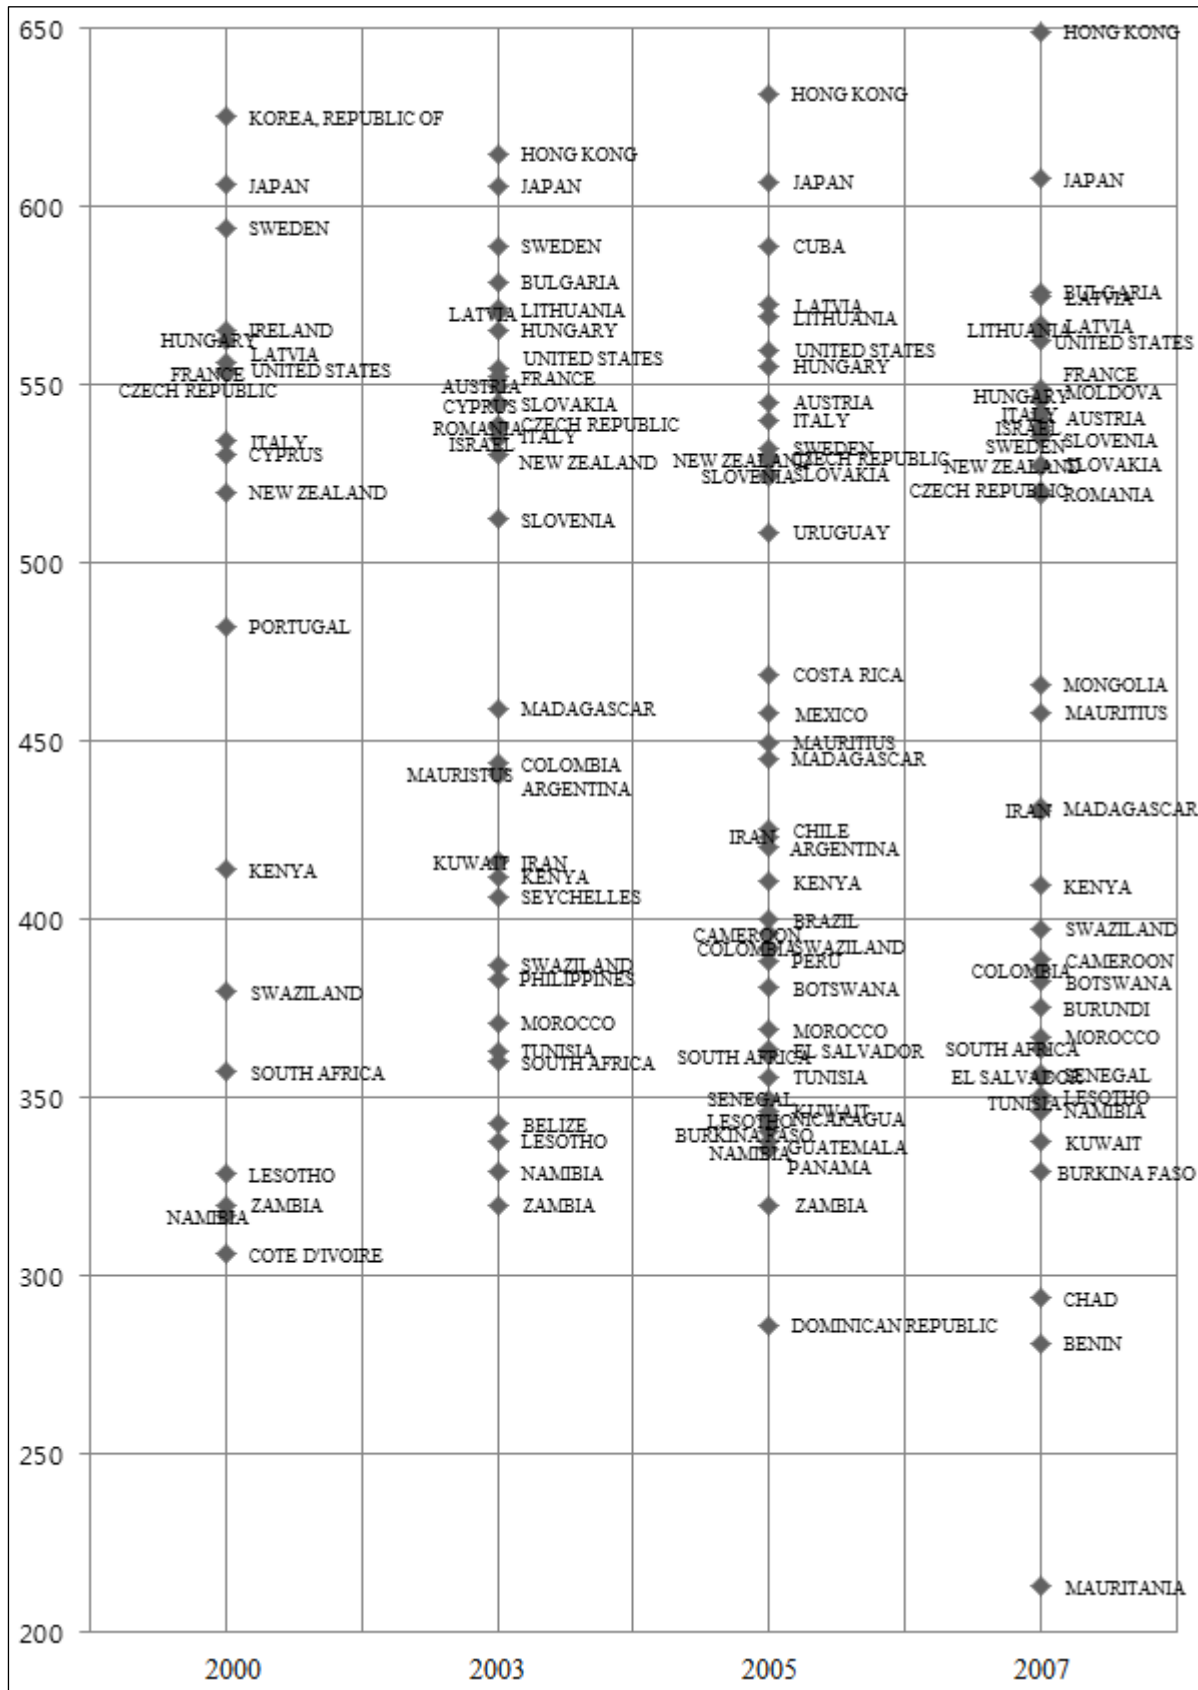 650
600
550
500
450
400
350
300
250
200
KOREA, REPUBLIC OF
JAPAN
SWEDEN
IRELAND
HUNGARY
LATVIA
UNITED STATES
FRANCE
CZECH REPUBLIC
ITALY
CYPRUS
NEW ZEALAND
PORTUGAL
KENYA
SWAZILAND
SOUTH AFRICA
LESOTHO
ZAMBIA
NAMIBIA
COTE D'IVOIRE
2000
HONG KONG
JAPAN
SWEDEN
BULGARIA
LITHUANIA
LATVIA
HUNGARY
UNITED STATES
FRANCE
AUSTRIA
SLOVAKIA
CYPRUS
CZECH REPUBLIC
ROMANIA
ITALY
ISRAEL
NEW ZEALAND
SLOVENIA
MADAGASCAR
COLOMBIA
MAURISTUS
ARGENTINA
KUWAIT
IRAN
KENYA
SEYCHELLES
SWAZILAND
PHILIPPINES
MOROCCO
TUNISIA
SOUTH AFRICA
BELIZE
LESOTHO
NAMIBIA
ZAMBIA
2003
HONG KONG
JAPAN
CUBA
LATVIA
LITHUANIA
UNITED STATES
HUNGARY
AUSTRIA
ITALY
SWEDEN
NEW ZEALAND
CZECH REPUBLIC
SLOVENIA
SLOVAKIA
URUGUAY
COSTA RICA
MEXICO
MAURITIUS
MADAGASCAR
CHILE
IRAN
ARGENTINA
KENYA
BRAZIL
CAMEROON
SWAZILAND
COLOMBIA
PERU
BOTSWANA
MOROCCO
EL SALVADOR
SOUTH AFRICA
TUNISIA
SENEGAL
KUWAIT
LESOTHO
NICARAGUA
BURKINA FASO
GUATEMALA
NAMIBIA
PANAMA
ZAMBIA
DOMINICAN REPUBLIC
2005
HONG KONG
JAPAN
BULGARIA
LATVIA
LATVIA
LITHUANIA
UNITED STATES
FRANCE
MOLDOVA
HUNGARY
ITALY
AUSTRIA
ISRAEL
SLOVENIA
SWEDEN
SLOVAKIA
NEW ZEALAND
CZECH REPUBLIC
ROMANIA
MONGOLIA
MAURITIUS
MADAGASCAR
IRAN
KENYA
SWAZILAND
CAMEROON
COLOMBIA
BOTSWANA
BURUNDI
MOROCCO
SOUTH AFRICA
SENEGAL
EL SALVADOR
LESOTHO
TUNISIA
NAMIBIA
KUWAIT
BURKINA FASO
CHAD
BENIN
MAURITANIA
2007